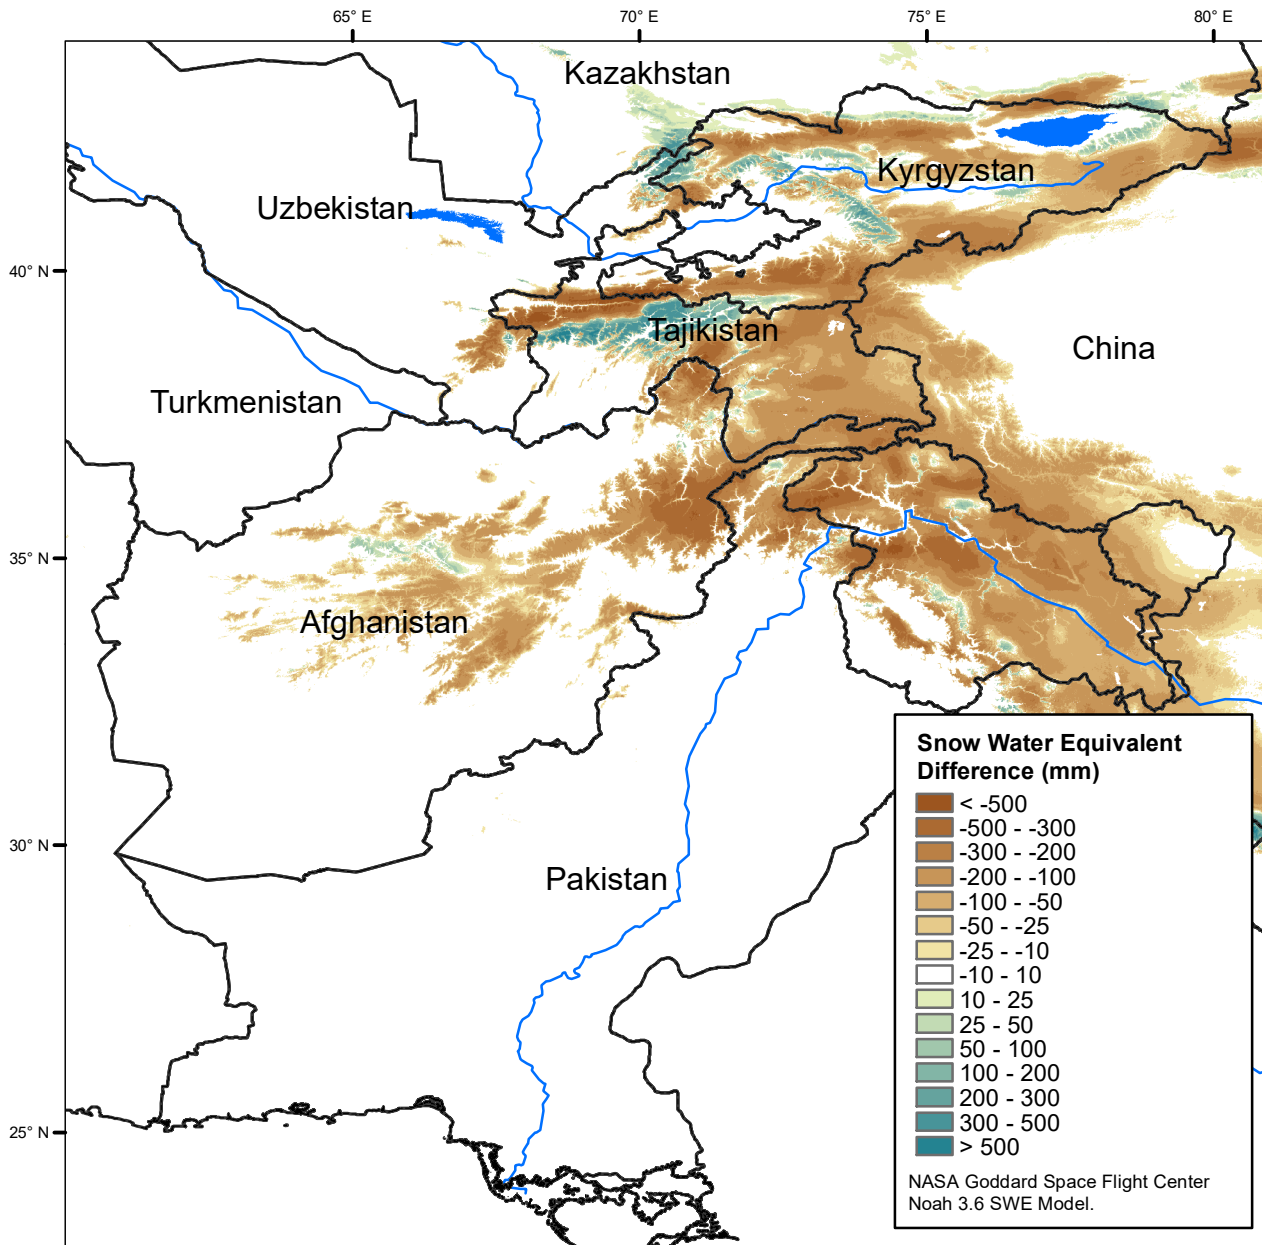 65° E
70° E
75° E
80° E
Kazakhstan
Kyrgyzstan
Uzbekistan
40° N
Tajikistan
China
Turkmenistan
35° N
Afghanistan
30° N
Pakistan
25° N
Snow Water Equivalent
Difference (mm)
< -500
-500 - -300
-300 - -200
-200 - -100
-100 - -50
-50 - -25
-25 - -10
-10 - 10
10 - 25
25 - 50
50 - 100
100 - 200
200 - 300
300 - 500
> 500
NASA Goddard Space Flight Center
Noah 3.6 SWE Model.